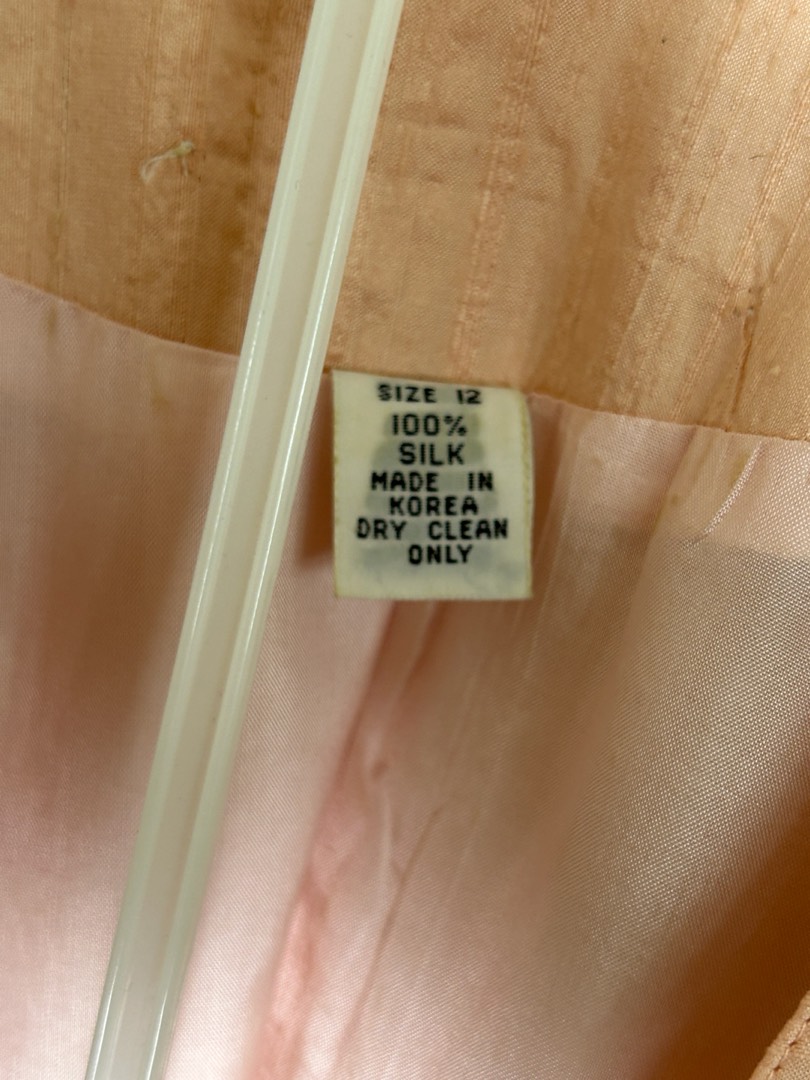 SIZE 12
100%
SILK
MADE IN
KOREA
DRY CLEAN
ONLY